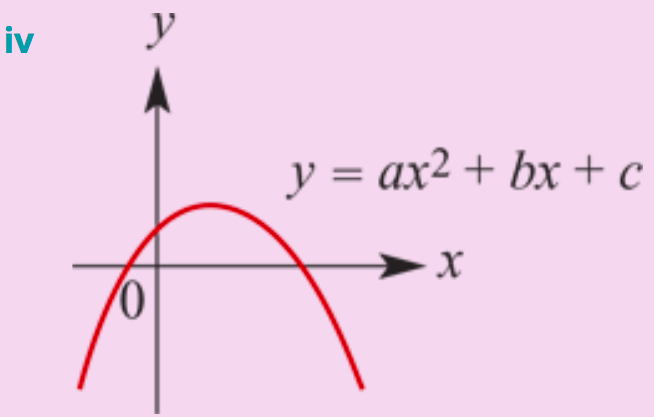 iv
y
y = ax² + bx + c
x
0